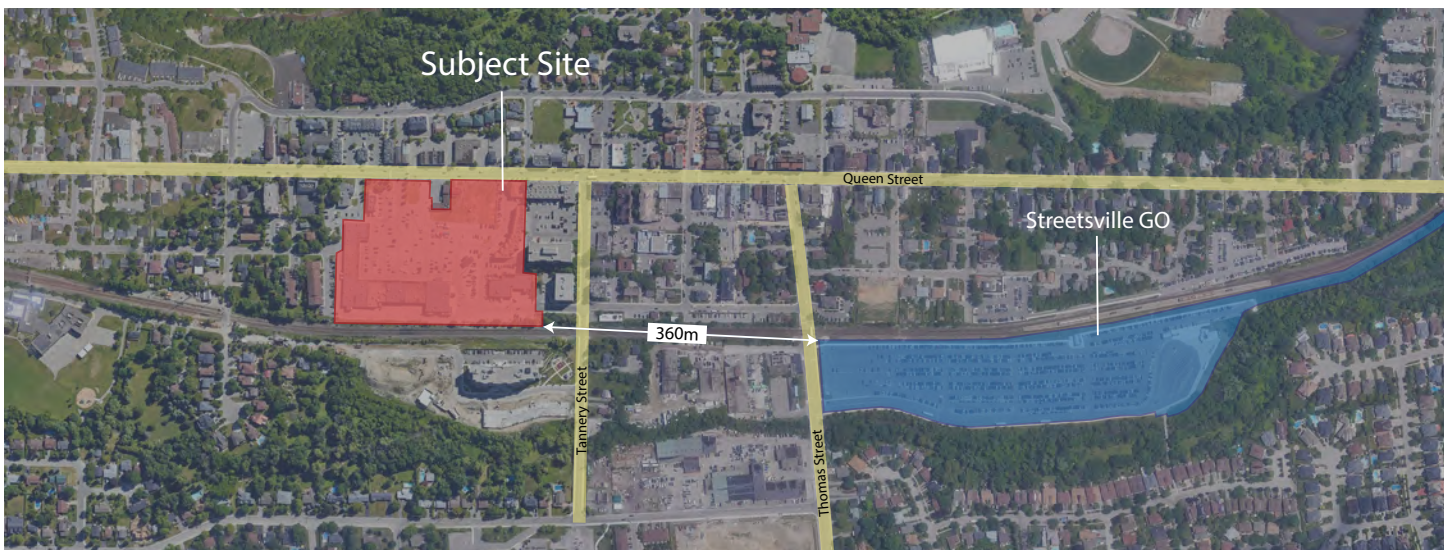 Subject Site
Queen Street
Streetsville GO
360m
Tannery Street
Thomas Street